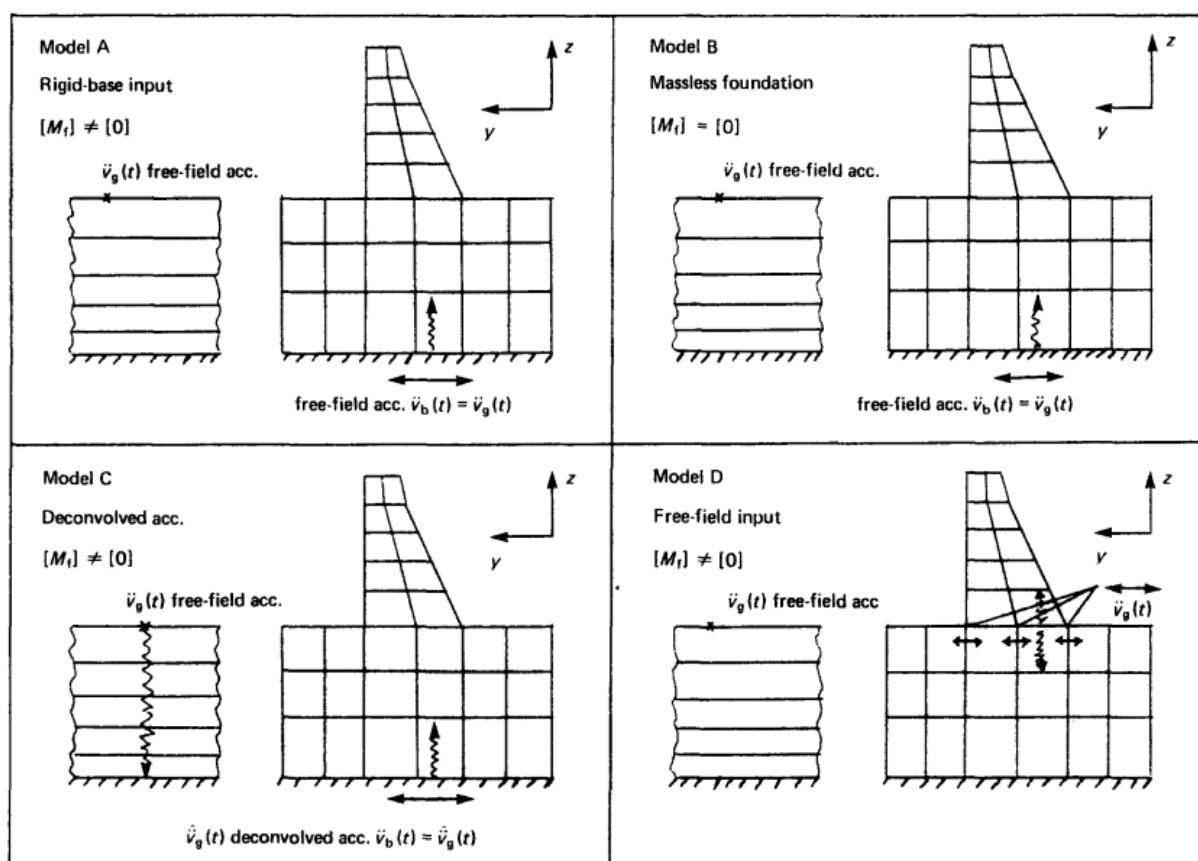 Model A
Rigid-base input
[M_f] ≠ [0]
z
y
v̈_g(t) free-field acc.
free-field acc. v̈_b(t) = v̈_g(t)
Model B
Massless foundation
[M_f] = [0]
z
y
v̈_g(t) free-field acc.
free-field acc. v̈_b(t) = v̈_g(t)
Model C
Deconvolved acc.
[M_f] ≠ [0]
z
y
v̈_g(t) free-field acc.
v̈̇_g(t) deconvolved acc. v̈_b(t) = v̈̇_g(t)
Model D
Free-field input
[M_f] ≠ [0]
z
y
v̈_g(t) free-field acc
v̈_g(t)